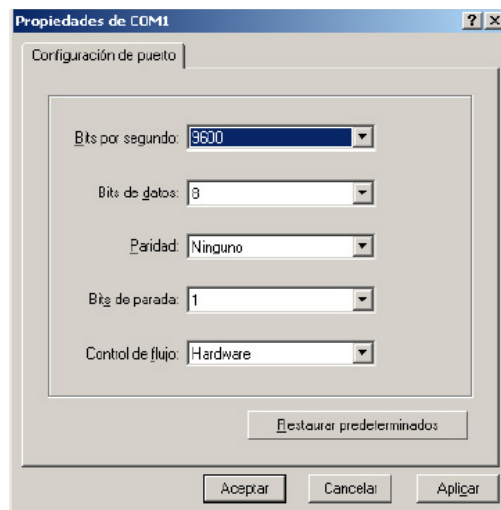 Propiedades de COM1
Configuración de puerto
Bits por segundo: 9600
Bits de datos: 8
Paridad: Ninguno
Bits de parada: 1
Control de flujo: Hardware
Restaurar predeterminados
Aceptar Cancelar Aplicar